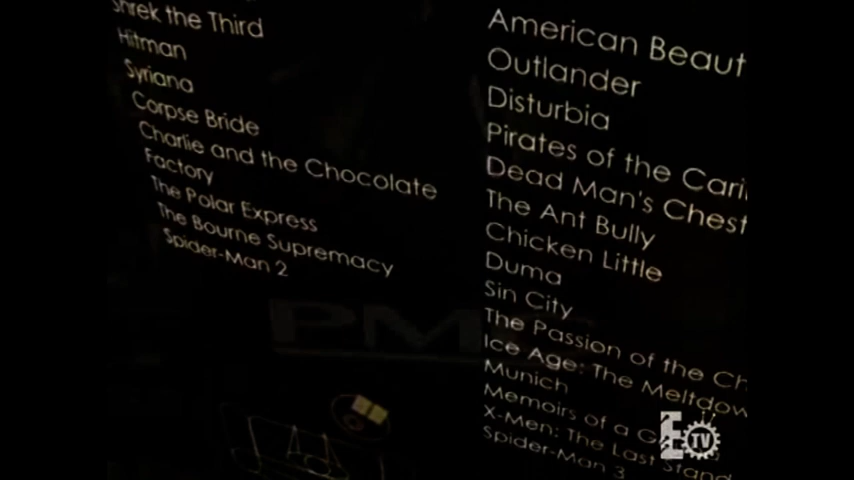 Shrek the Third
Hitman
Syriana
Corpse Bride
Charlie and the Chocolate
Factory
The Polar Express
The Bourne Supremacy
Spider-Man 2
American Beaut
Outlander
Disturbia
Pirates of the Cari
Dead Man's Chest
The Ant Bully
Chicken Little
Duma
Sin City
The Passion of the Ch
Ice Age: The Meltdow
Munich
Memoirs of a G
X-Men: The Last Stand
Spider-Man 3
PM
TV